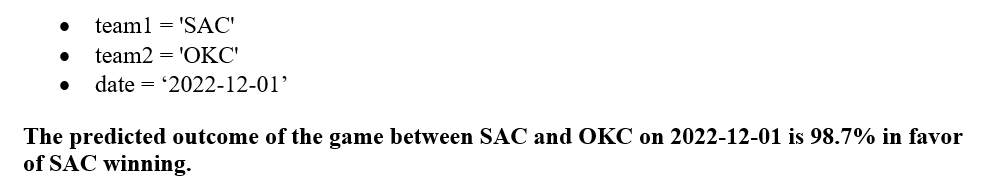 • team1 = 'SAC'
• team2 = 'OKC'
• date = ‘2022-12-01’
The predicted outcome of the game between SAC and OKC on 2022-12-01 is 98.7% in favor
of SAC winning.